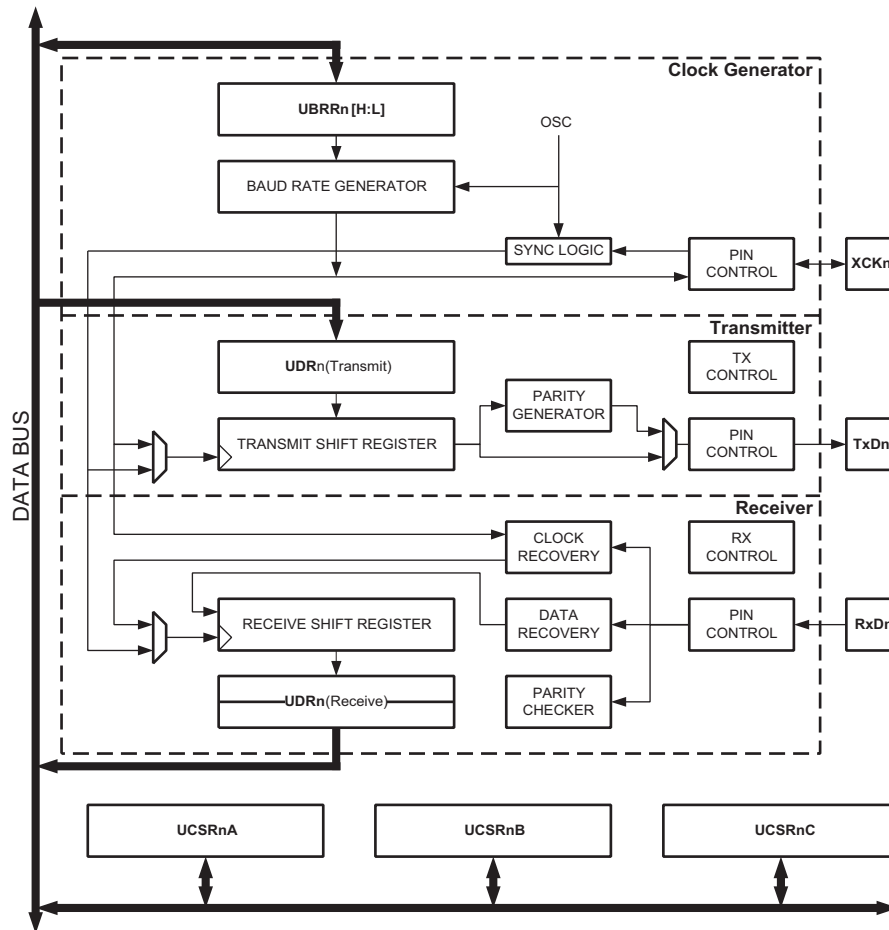 Clock Generator
UBRRn [H:L]
OSC
BAUD RATE GENERATOR
SYNC LOGIC
PIN
CONTROL
XCKn
Transmitter
UDRn(Transmit)
TX
CONTROL
PARITY
GENERATOR
TRANSMIT SHIFT REGISTER
PIN
CONTROL
TxDn
DATA BUS
Receiver
CLOCK
RECOVERY
RX
CONTROL
RECEIVE SHIFT REGISTER
DATA
RECOVERY
PIN
CONTROL
RxDn
UDRn(Receive)
PARITY
CHECKER
UCSRnA
UCSRnB
UCSRnC